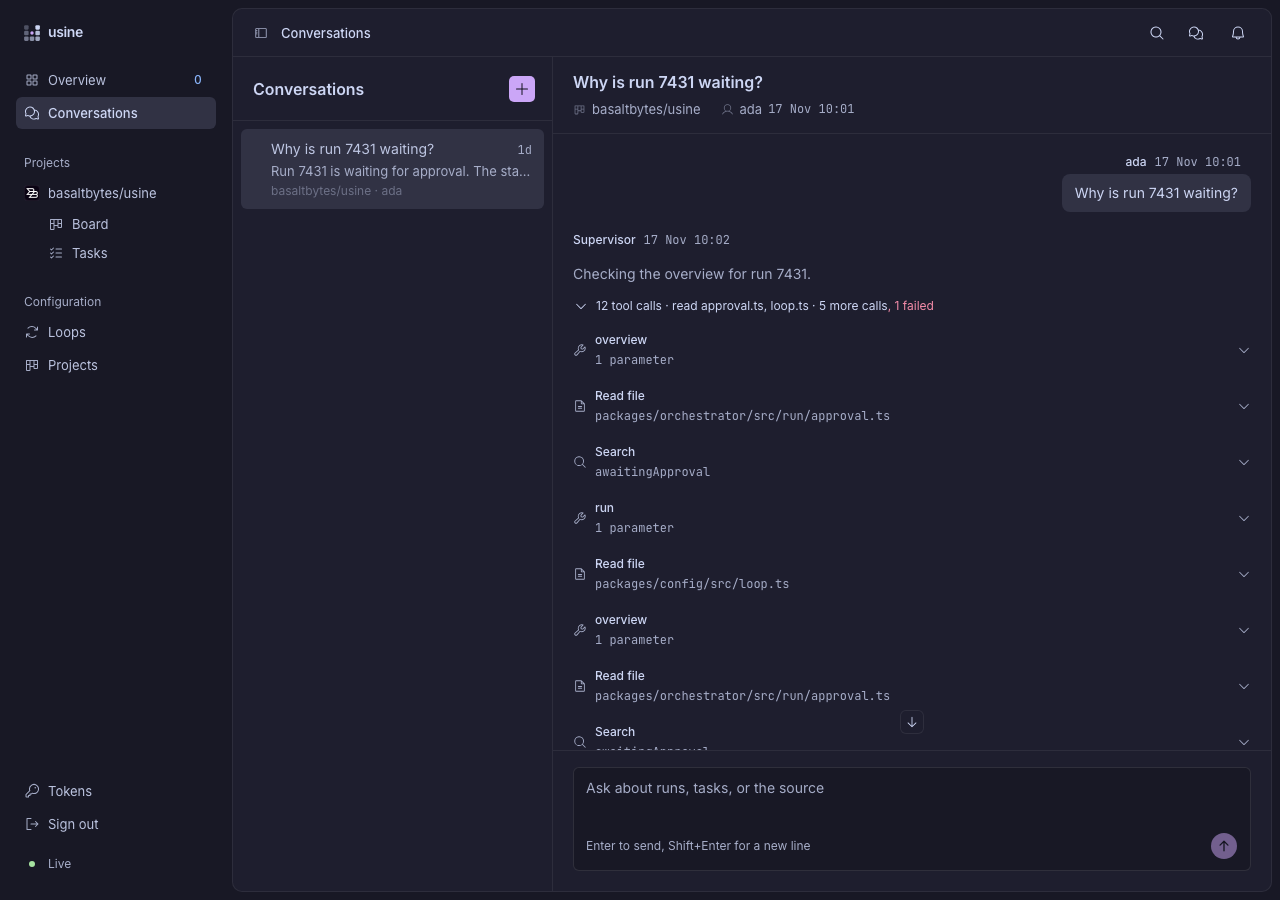 usine
Overview 0
Conversations
Projects
basaltbytes/usine
Board
Tasks
Configuration
Loops
Projects
Tokens
Sign out
Live
Conversations
Conversations
Why is run 7431 waiting? 1d
Run 7431 is waiting for approval. The sta...
basaltbytes/usine · ada
Why is run 7431 waiting?
basaltbytes/usine ada 17 Nov 10:01
ada 17 Nov 10:01
Why is run 7431 waiting?
Supervisor 17 Nov 10:02
Checking the overview for run 7431.
12 tool calls · read approval.ts, loop.ts · 5 more calls, 1 failed
overview
1 parameter
Read file
packages/orchestrator/src/run/approval.ts
Search
awaitingApproval
run
1 parameter
Read file
packages/config/src/loop.ts
overview
1 parameter
Read file
packages/orchestrator/src/run/approval.ts
Search
awaitingApproval
Ask about runs, tasks, or the source
Enter to send, Shift+Enter for a new line